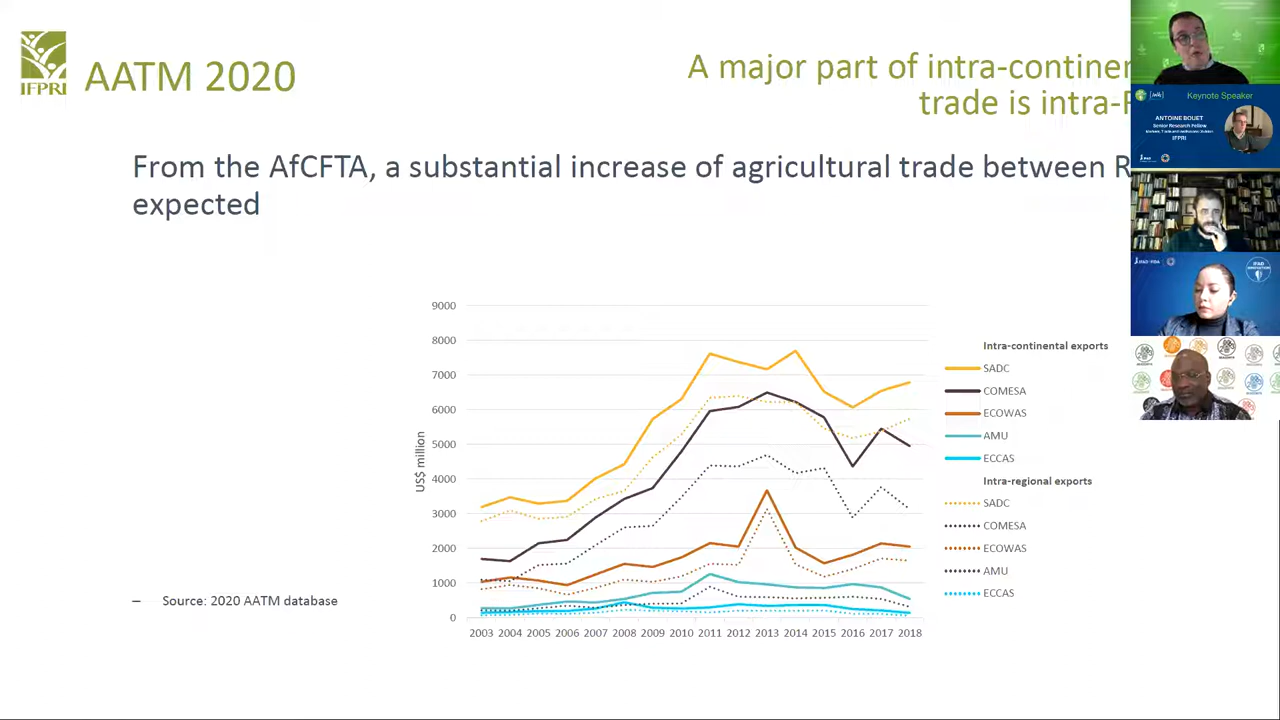 IFPRI
AATM 2020
A major part of intra-continen
trade is intra-
From the AfCFTA, a substantial increase of agricultural trade between R
expected
9000
8000
7000
6000
5000
4000
3000
2000
1000
0
US$ million
2003 2004 2005 2006 2007 2008 2009 2010 2011 2012 2013 2014 2015 2016 2017 2018
Intra-continental exports
SADC
COMESA
ECOWAS
AMU
ECCAS
Intra-regional exports
SADC
COMESA
ECOWAS
AMU
ECCAS
– Source: 2020 AATM database
Keynote Speaker
ANTOINE BOUET
Senior Research Fellow
IFPRI